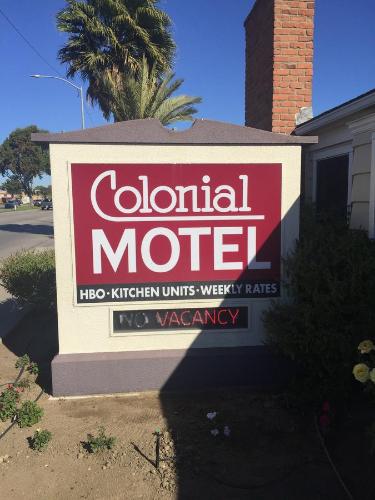 Colonial
MOTEL
HBO·KITCHEN UNITS·WEEKLY RATES
NO VACANCY